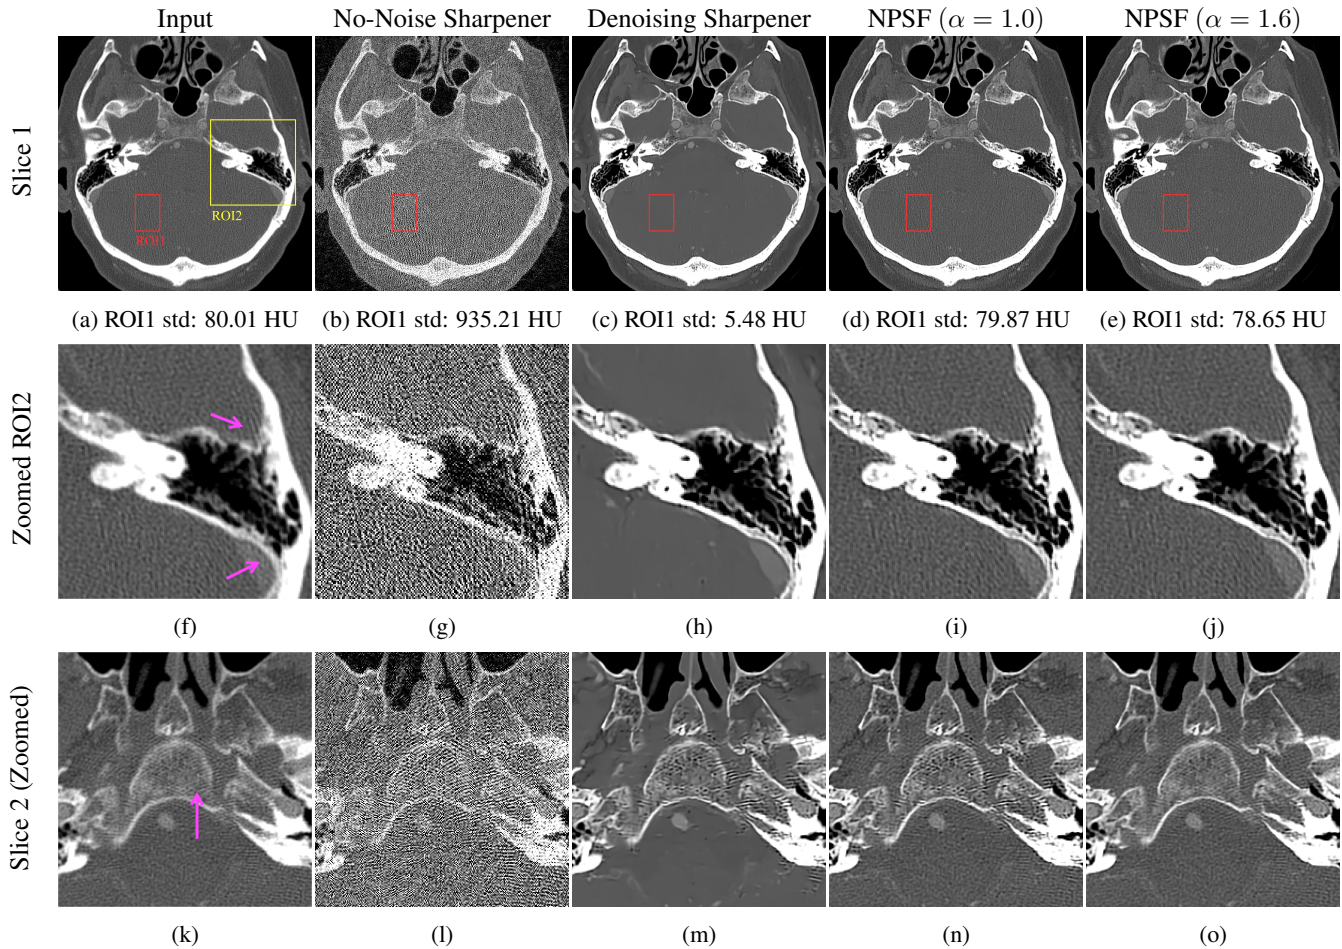 Input
No-Noise Sharpener
Denoising Sharpener
NPSF (α = 1.0)
NPSF (α = 1.6)
Slice 1
ROI1
ROI2
(a) ROI1 std: 80.01 HU
(b) ROI1 std: 935.21 HU
(c) ROI1 std: 5.48 HU
(d) ROI1 std: 79.87 HU
(e) ROI1 std: 78.65 HU
Zoomed ROI2
(f)
(g)
(h)
(i)
(j)
Slice 2 (Zoomed)
(k)
(l)
(m)
(n)
(o)